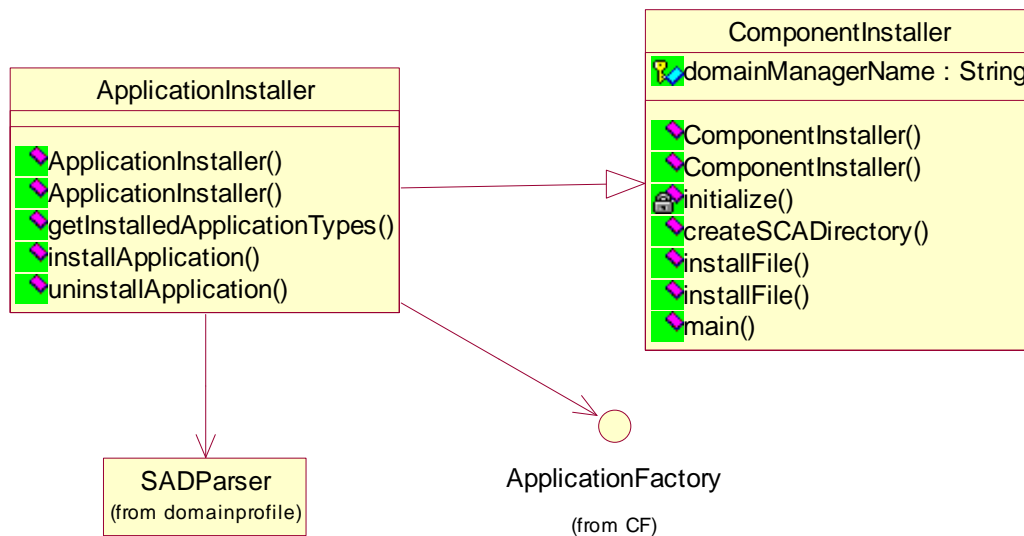 ApplicationInstaller
ApplicationInstaller()
ApplicationInstaller()
getInstalledApplicationTypes()
installApplication()
uninstallApplication()
ComponentInstaller
domainManagerName : String
ComponentInstaller()
ComponentInstaller()
initialize()
createSCADirectory()
installFile()
installFile()
main()
SADParser
(from domainprofile)
ApplicationFactory
(from CF)